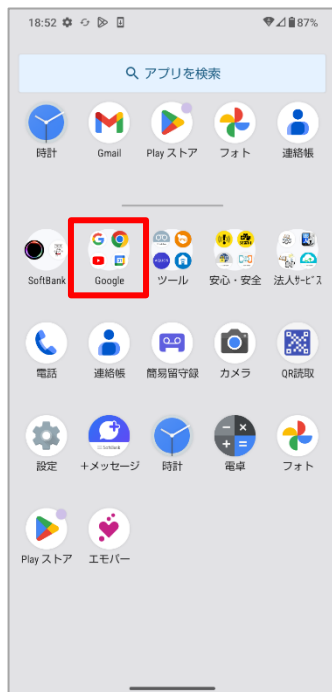 18:52 87%
アプリを検索
時計 Gmail Play ストア フォト 連絡帳
SoftBank Google ツール 安心・安全 法人サービス
電話 連絡帳 簡易留守録 カメラ QR読取
設定 +メッセージ 時計 電卓 フォト
Play ストア エモパー